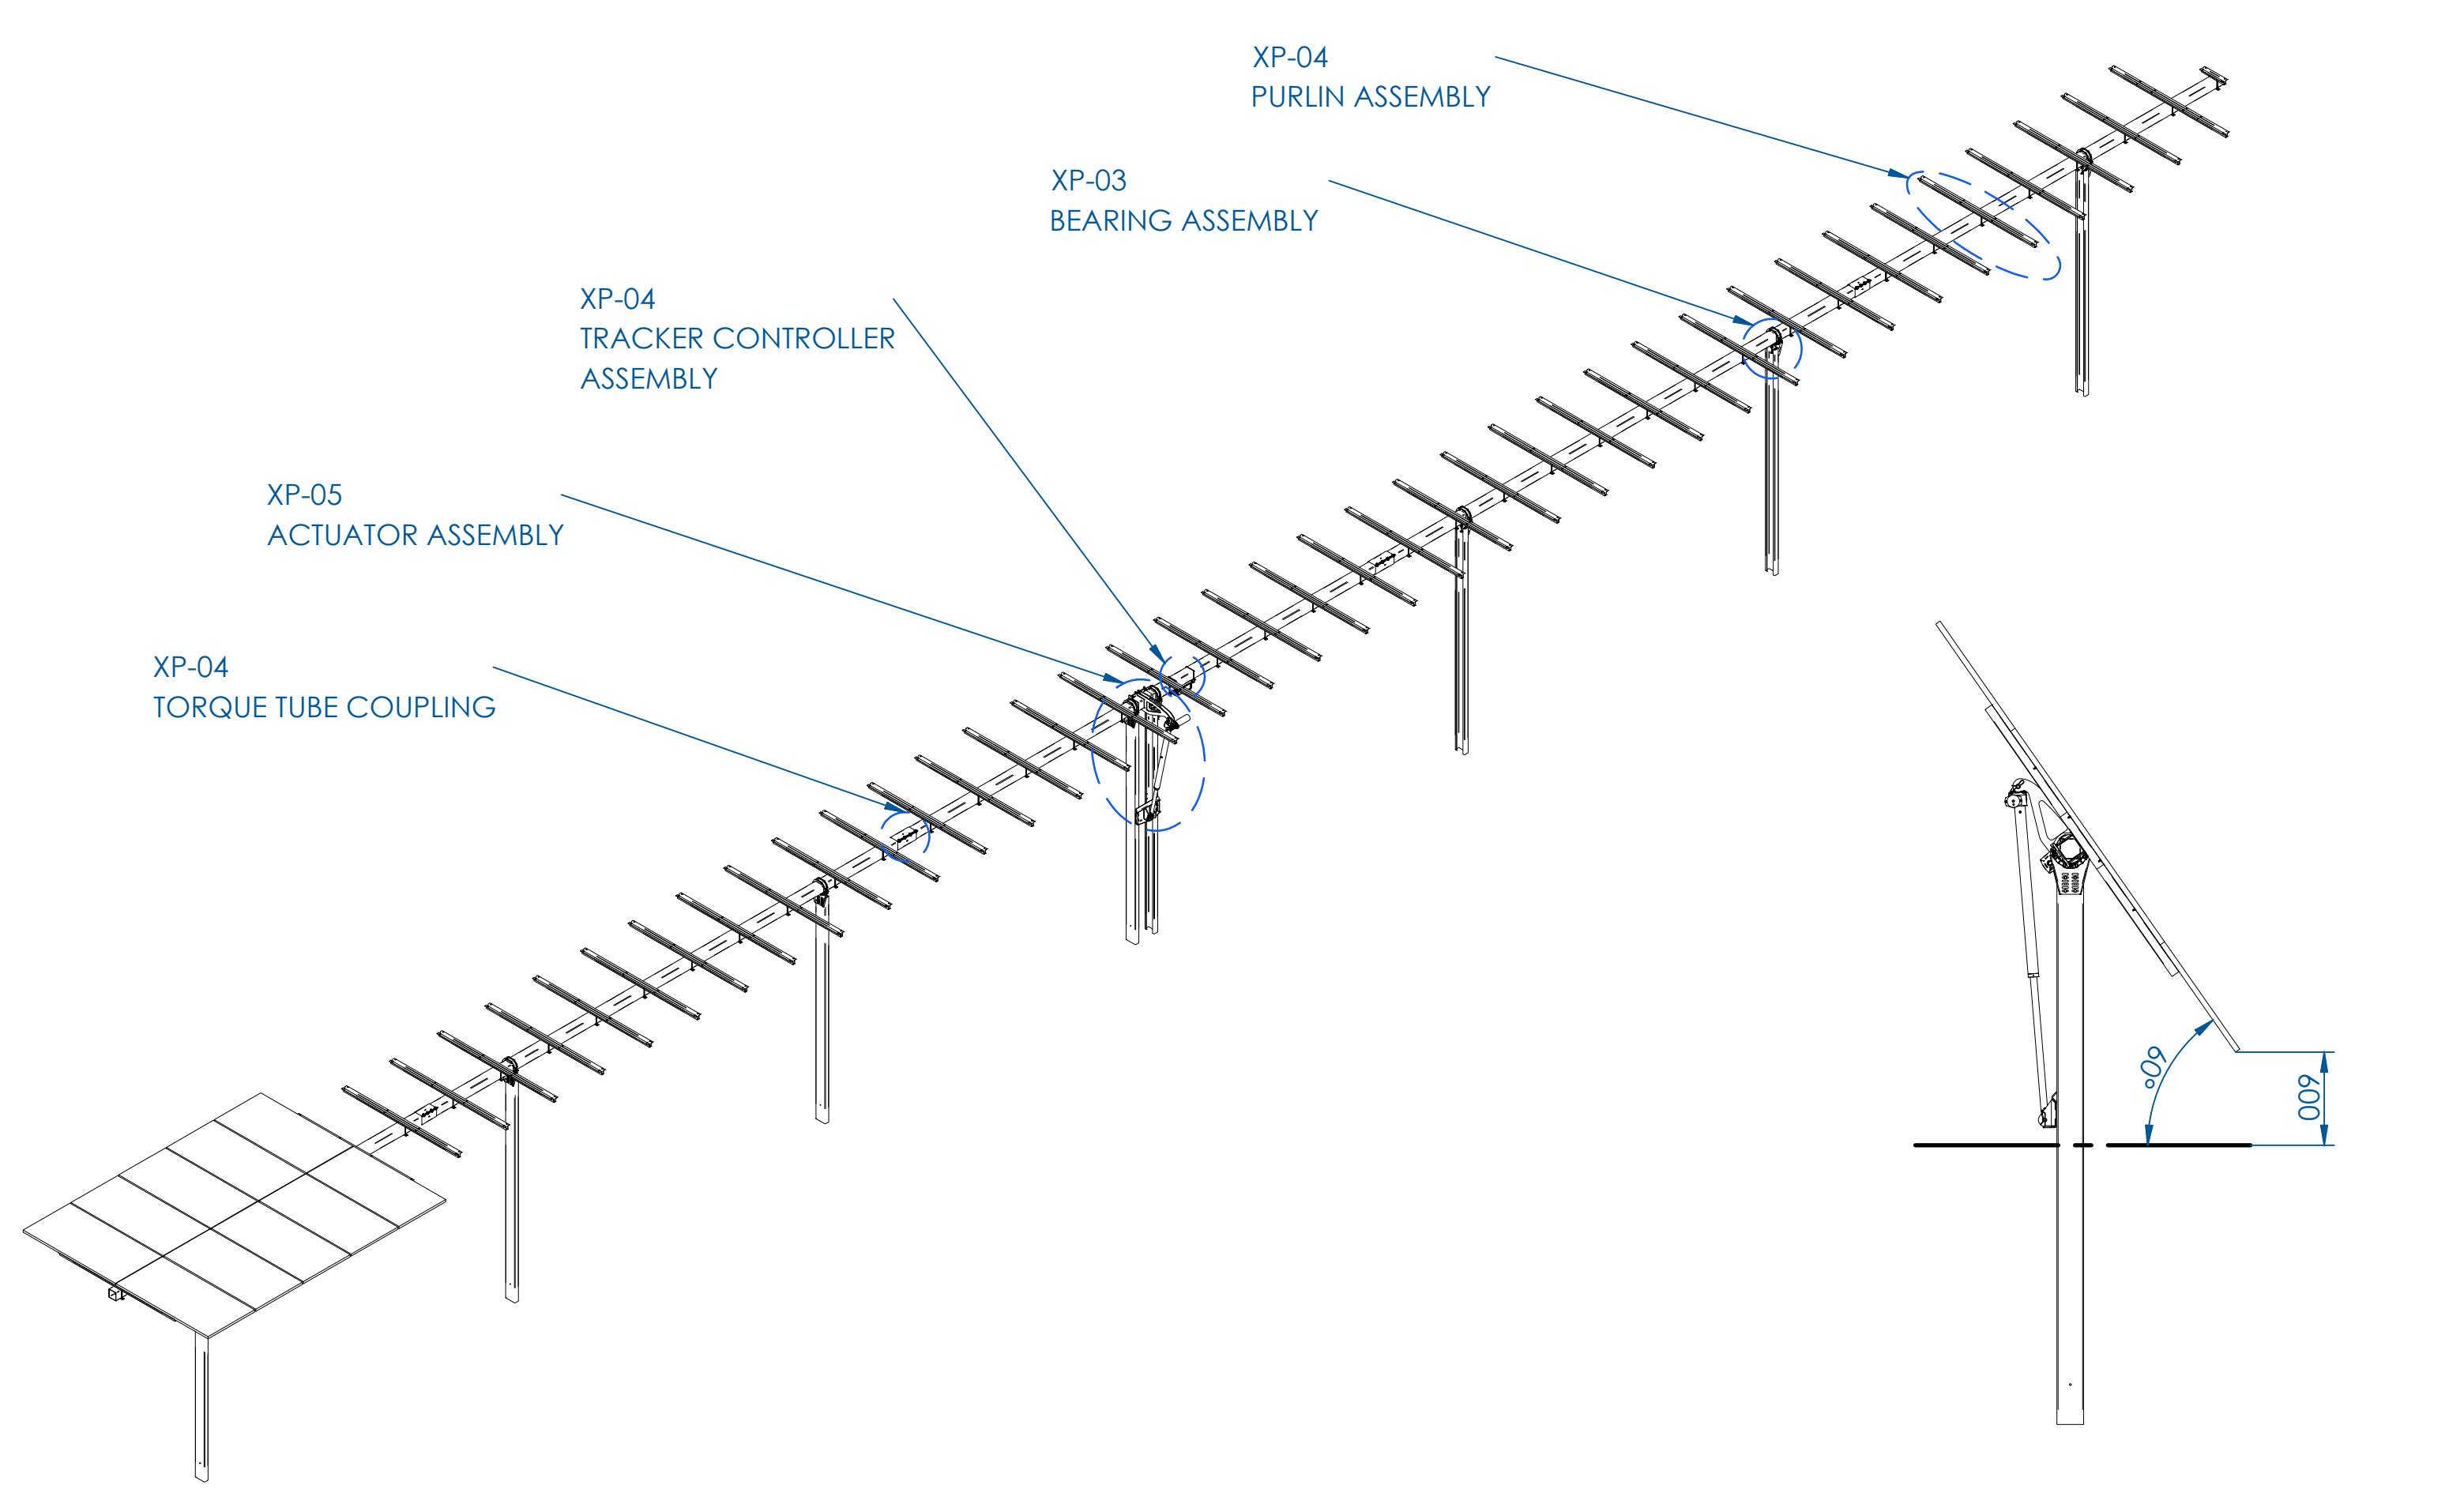 XP-04
PURLIN ASSEMBLY
XP-03
BEARING ASSEMBLY
XP-04
TRACKER CONTROLLER
ASSEMBLY
XP-05
ACTUATOR ASSEMBLY
XP-04
TORQUE TUBE COUPLING
60°
600